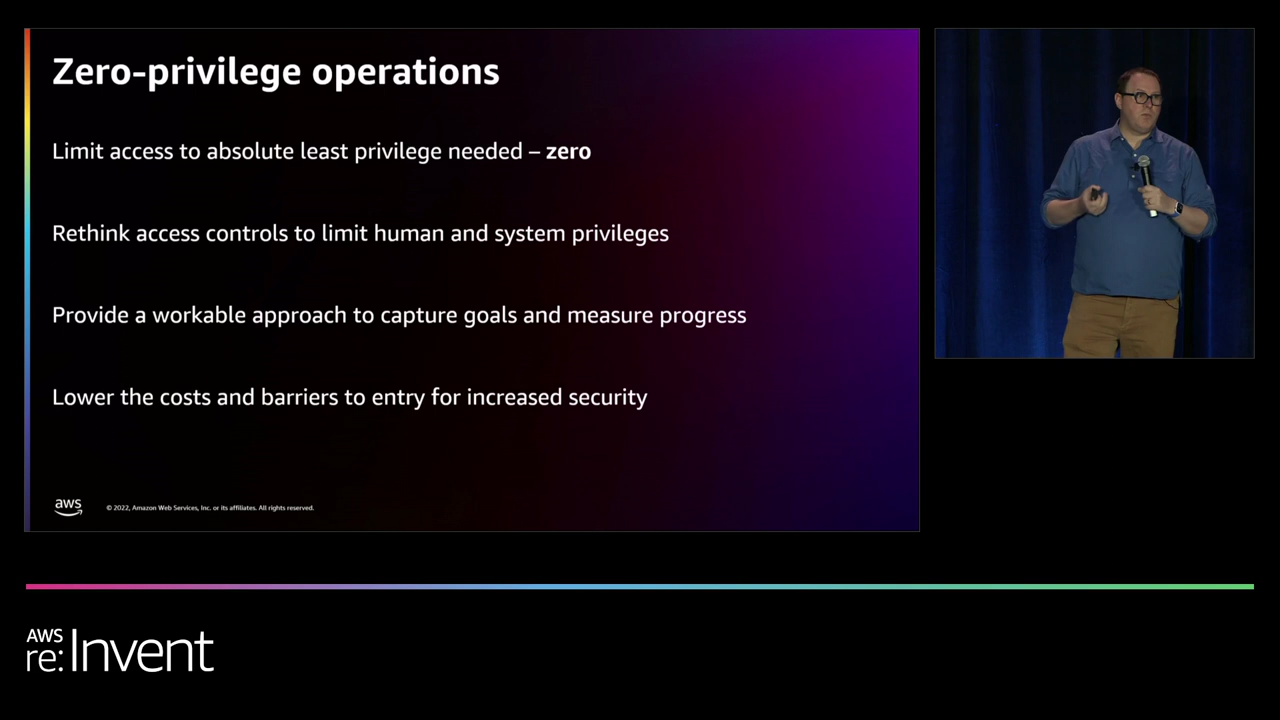 Zero-privilege operations
Limit access to absolute least privilege needed – zero
Rethink access controls to limit human and system privileges
Provide a workable approach to capture goals and measure progress
Lower the costs and barriers to entry for increased security
aws
© 2022, Amazon Web Services, Inc. or its affiliates. All rights reserved.
AWS
re:Invent